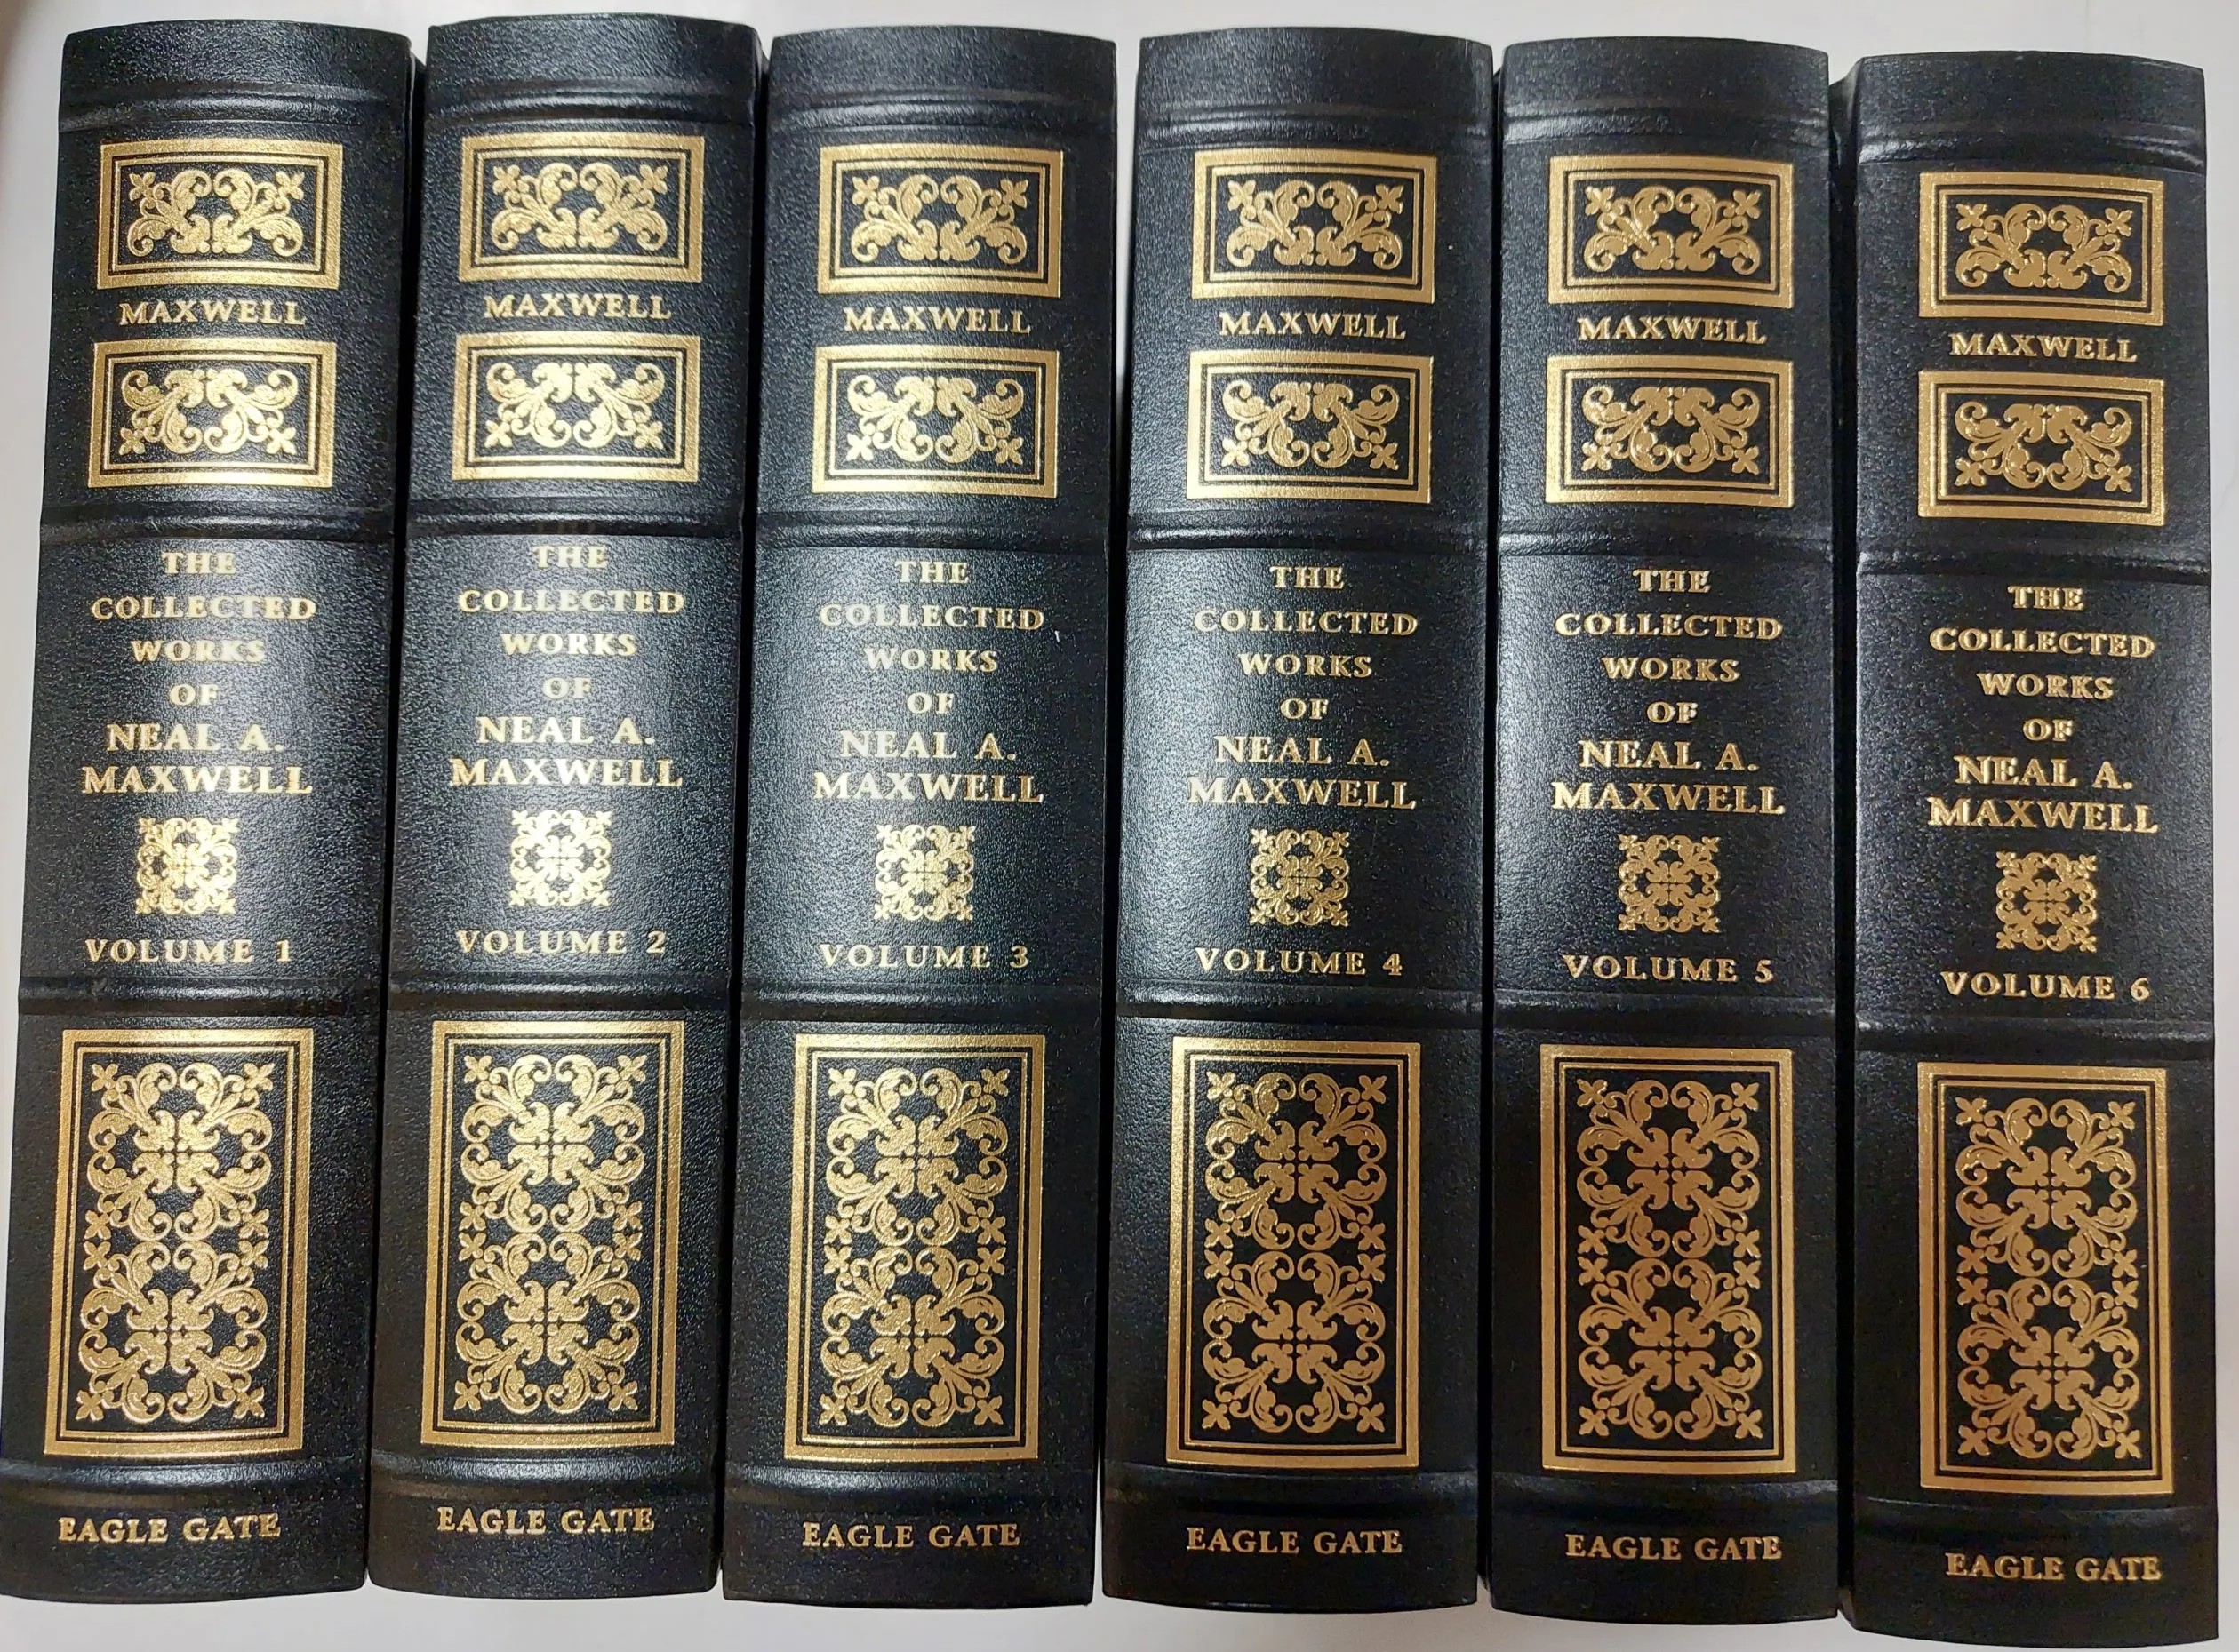 MAXWELL
THE
COLLECTED
WORKS
OF
NEAL A.
MAXWELL
VOLUME 1
EAGLE GATE
MAXWELL
THE
COLLECTED
WORKS
OF
NEAL A.
MAXWELL
VOLUME 2
EAGLE GATE
MAXWELL
THE
COLLECTED
WORKS
OF
NEAL A.
MAXWELL
VOLUME 3
EAGLE GATE
MAXWELL
THE
COLLECTED
WORKS
OF
NEAL A.
MAXWELL
VOLUME 4
EAGLE GATE
MAXWELL
THE
COLLECTED
WORKS
OF
NEAL A.
MAXWELL
VOLUME 5
EAGLE GATE
MAXWELL
THE
COLLECTED
WORKS
OF
NEAL A.
MAXWELL
VOLUME 6
EAGLE GATE